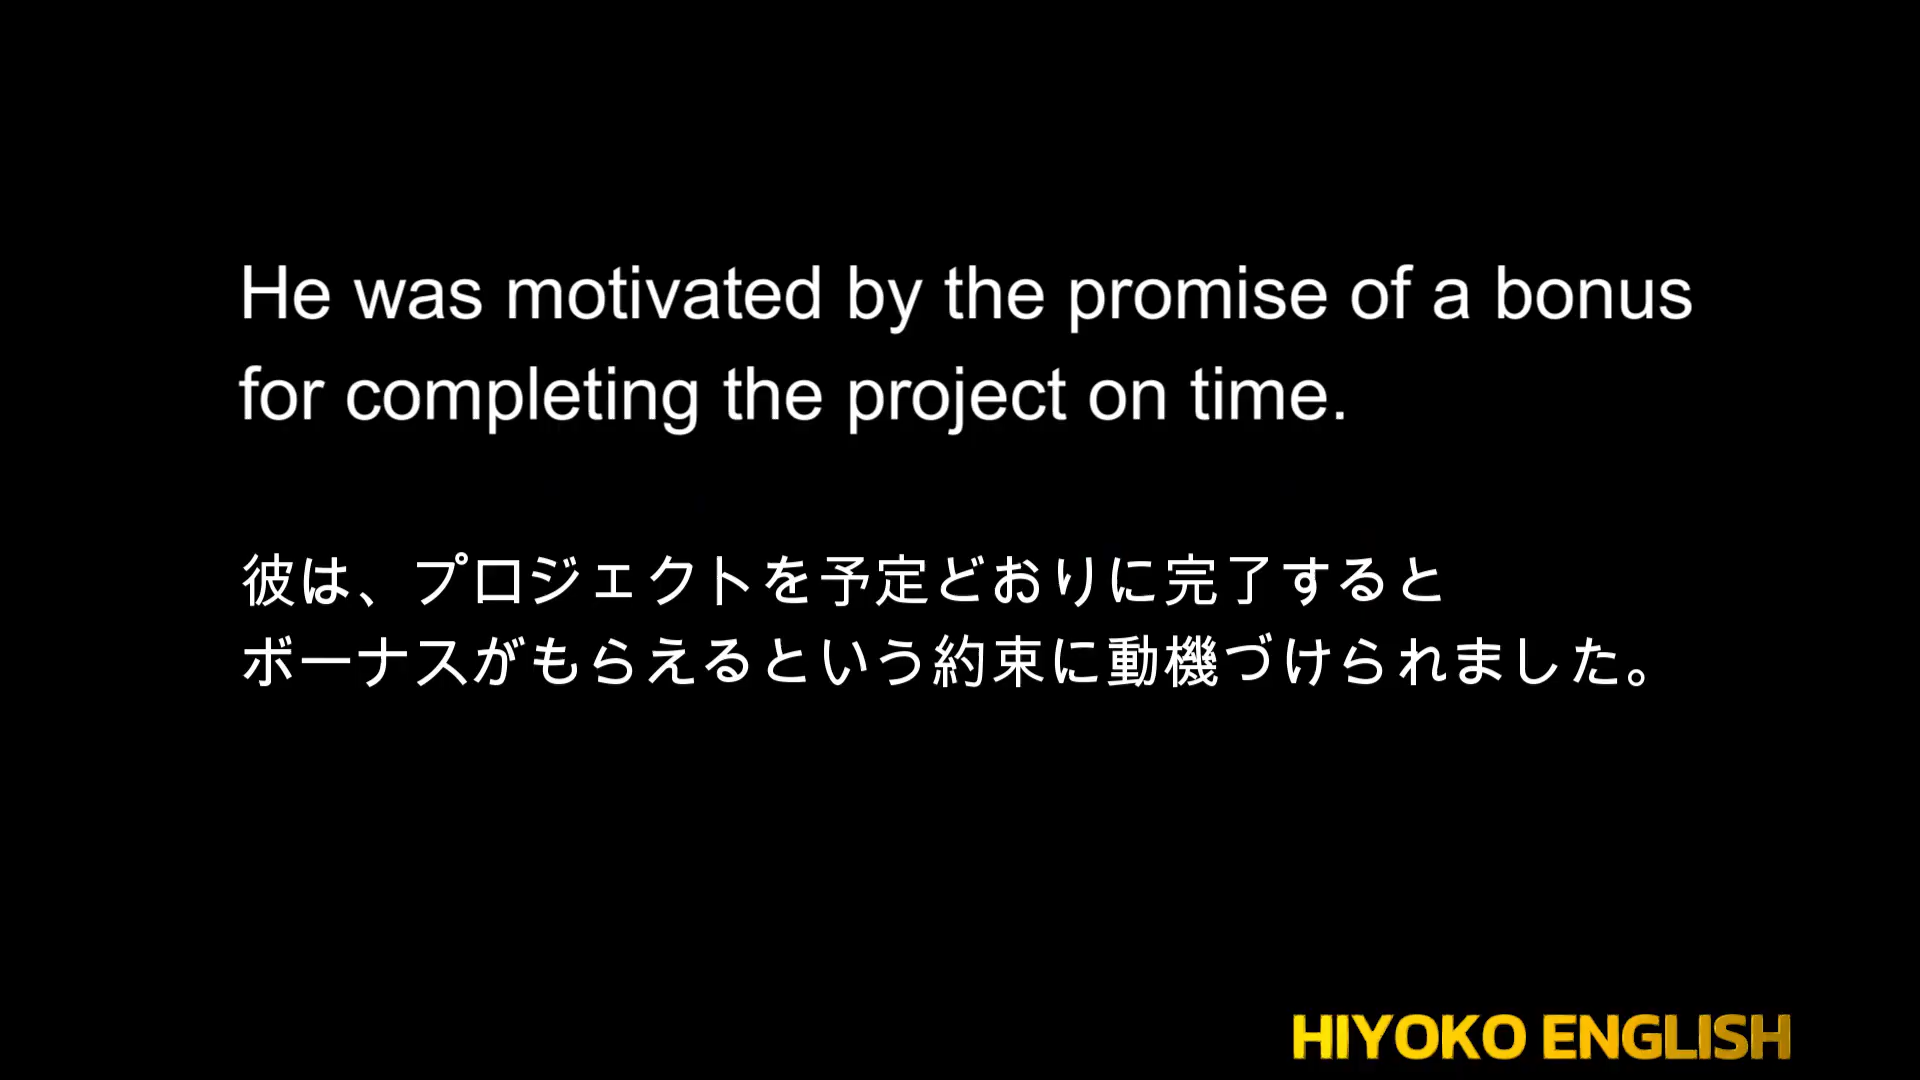 He was motivated by the promise of a bonus
for completing the project on time.
彼は、プロジェクトを予定どおりに完了すると
ボーナスがもらえるという約束に動機づけられました。
HIYOKO ENGLISH